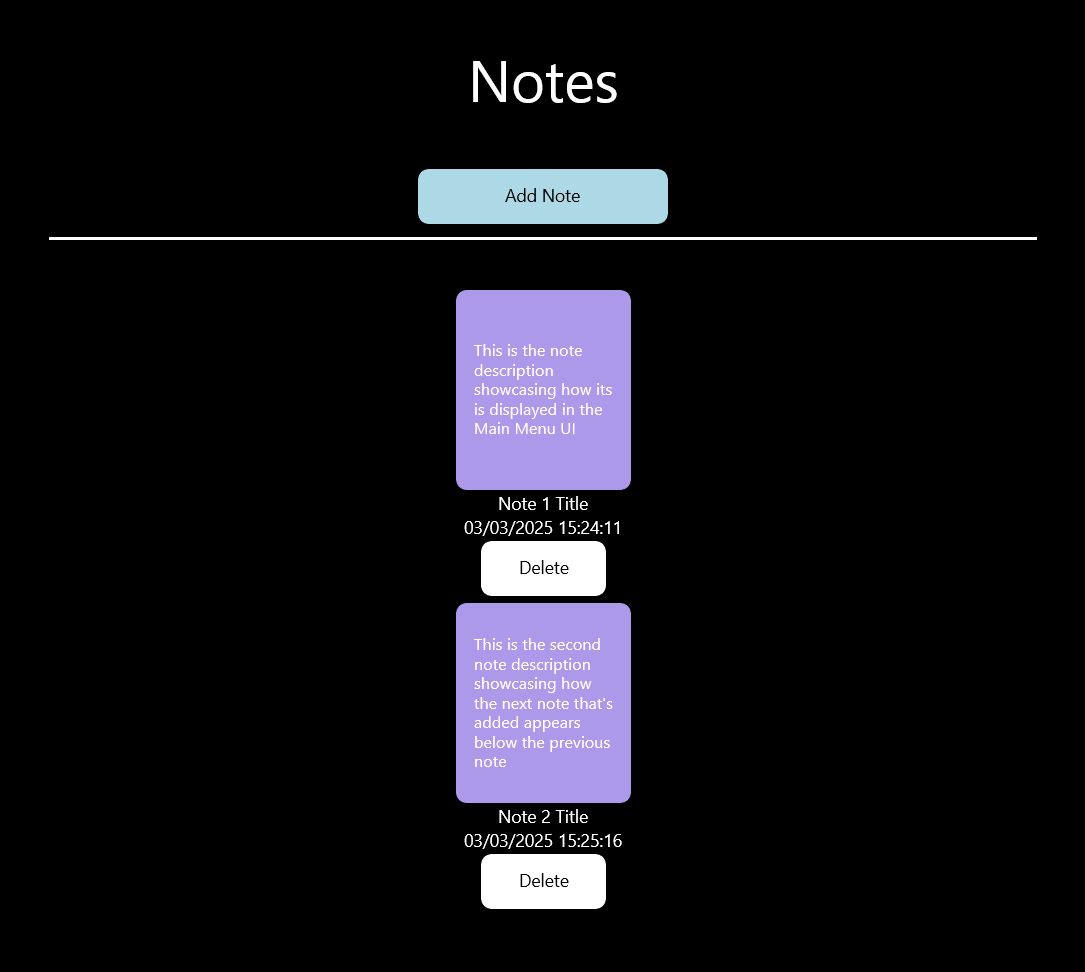 Notes
Add Note
This is the note
description
showcasing how its
is displayed in the
Main Menu UI
Note 1 Title
03/03/2025 15:24:11
Delete
This is the second
note description
showcasing how
the next note that's
added appears
below the previous
note
Note 2 Title
03/03/2025 15:25:16
Delete